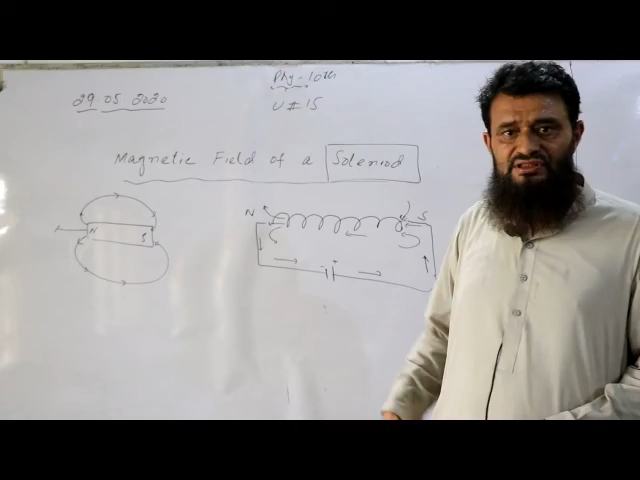 Phy - 10th
29 05 2020
U # 15
Magnetic Field of a Solenoid
N S
N S
- +